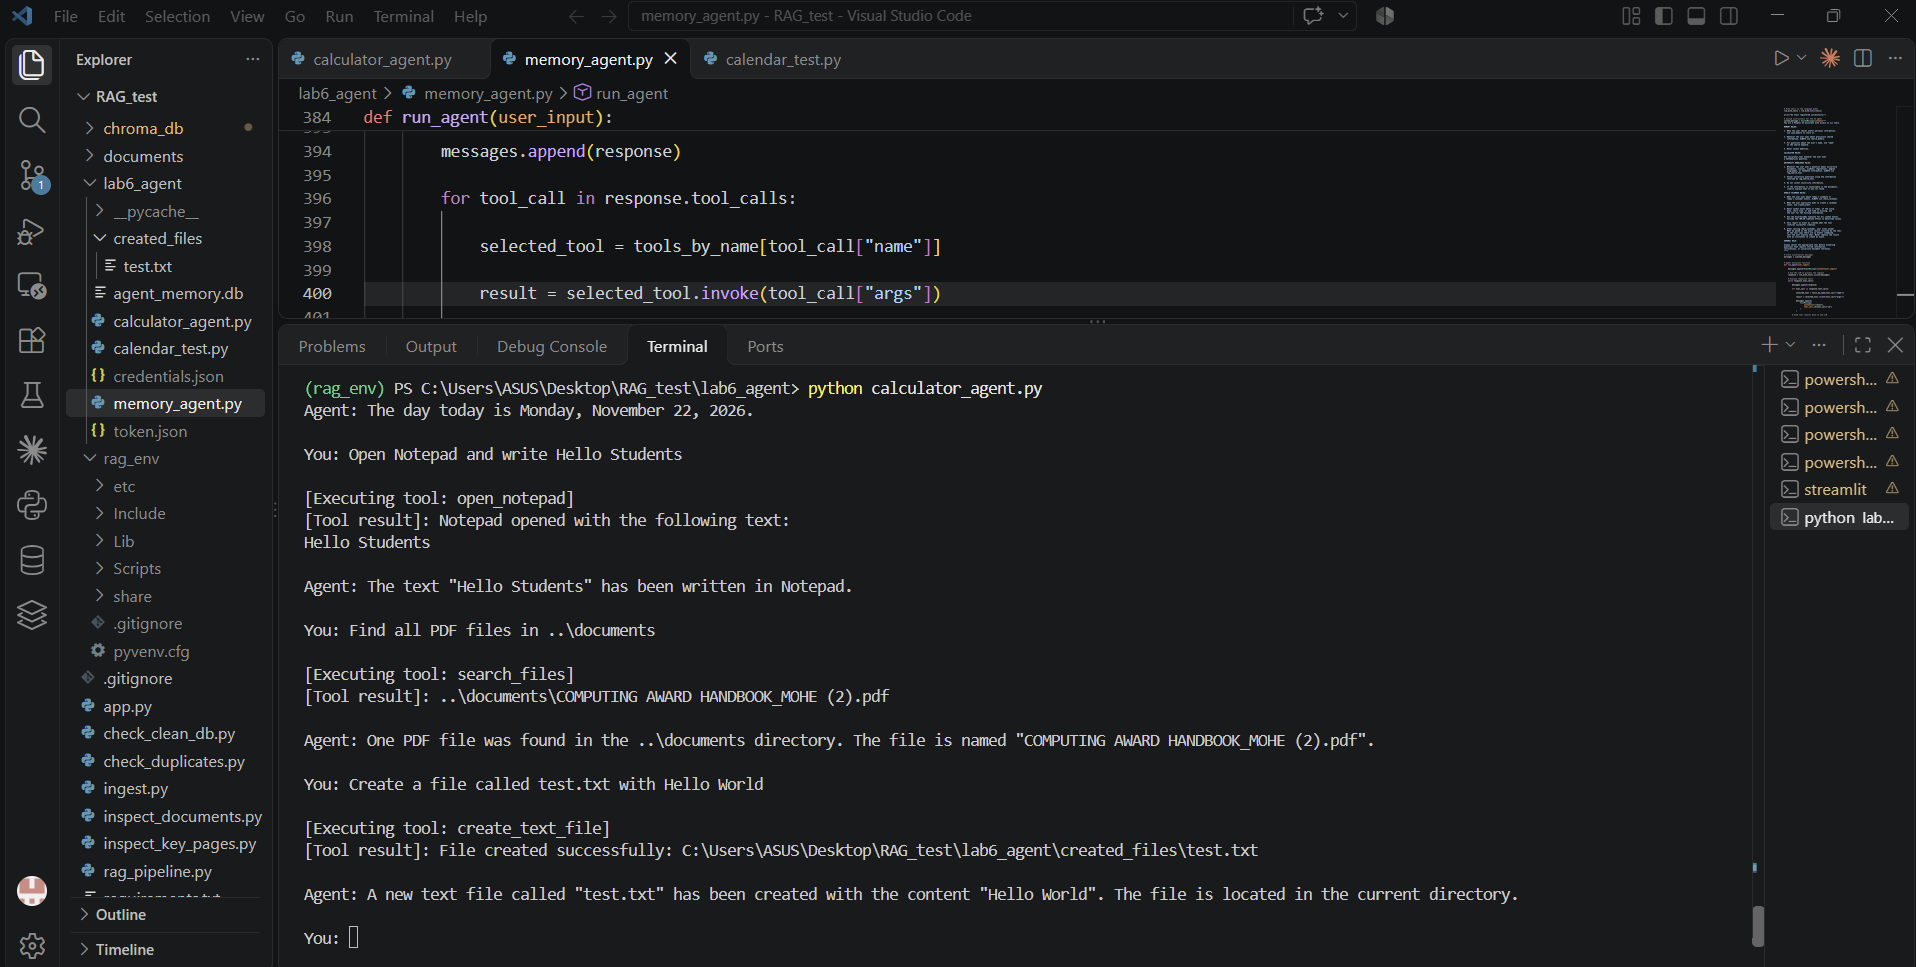 File Edit Selection View Go Run Terminal Help
memory_agent.py - RAG_test - Visual Studio Code
Explorer
RAG_test
chroma_db
documents
lab6_agent
__pycache__
created_files
test.txt
agent_memory.db
calculator_agent.py
calendar_test.py
credentials.json
memory_agent.py
token.json
rag_env
etc
Include
Lib
Scripts
share
.gitignore
pyvenv.cfg
.gitignore
app.py
check_clean_db.py
check_duplicates.py
ingest.py
inspect_documents.py
inspect_key_pages.py
rag_pipeline.py
Outline
Timeline
1
calculator_agent.py
memory_agent.py
calendar_test.py
lab6_agent > memory_agent.py > run_agent
384 def run_agent(user_input):
394 messages.append(response)
395
396 for tool_call in response.tool_calls:
397
398 selected_tool = tools_by_name[tool_call["name"]]
399
400 result = selected_tool.invoke(tool_call["args"])
401
Problems Output Debug Console Terminal Ports
(rag_env) PS C:\Users\ASUS\Desktop\RAG_test\lab6_agent> python calculator_agent.py
Agent: The day today is Monday, November 22, 2026.
You: Open Notepad and write Hello Students
[Executing tool: open_notepad]
[Tool result]: Notepad opened with the following text:
Hello Students
Agent: The text "Hello Students" has been written in Notepad.
You: Find all PDF files in ..\documents
[Executing tool: search_files]
[Tool result]: ..\documents\COMPUTING AWARD HANDBOOK_MOHE (2).pdf
Agent: One PDF file was found in the ..\documents directory. The file is named "COMPUTING AWARD HANDBOOK_MOHE (2).pdf".
You: Create a file called test.txt with Hello World
[Executing tool: create_text_file]
[Tool result]: File created successfully: C:\Users\ASUS\Desktop\RAG_test\lab6_agent\created_files\test.txt
Agent: A new text file called "test.txt" has been created with the content "Hello World". The file is located in the current directory.
You:
powersh...
powersh...
powersh...
powersh...
streamlit
python lab...